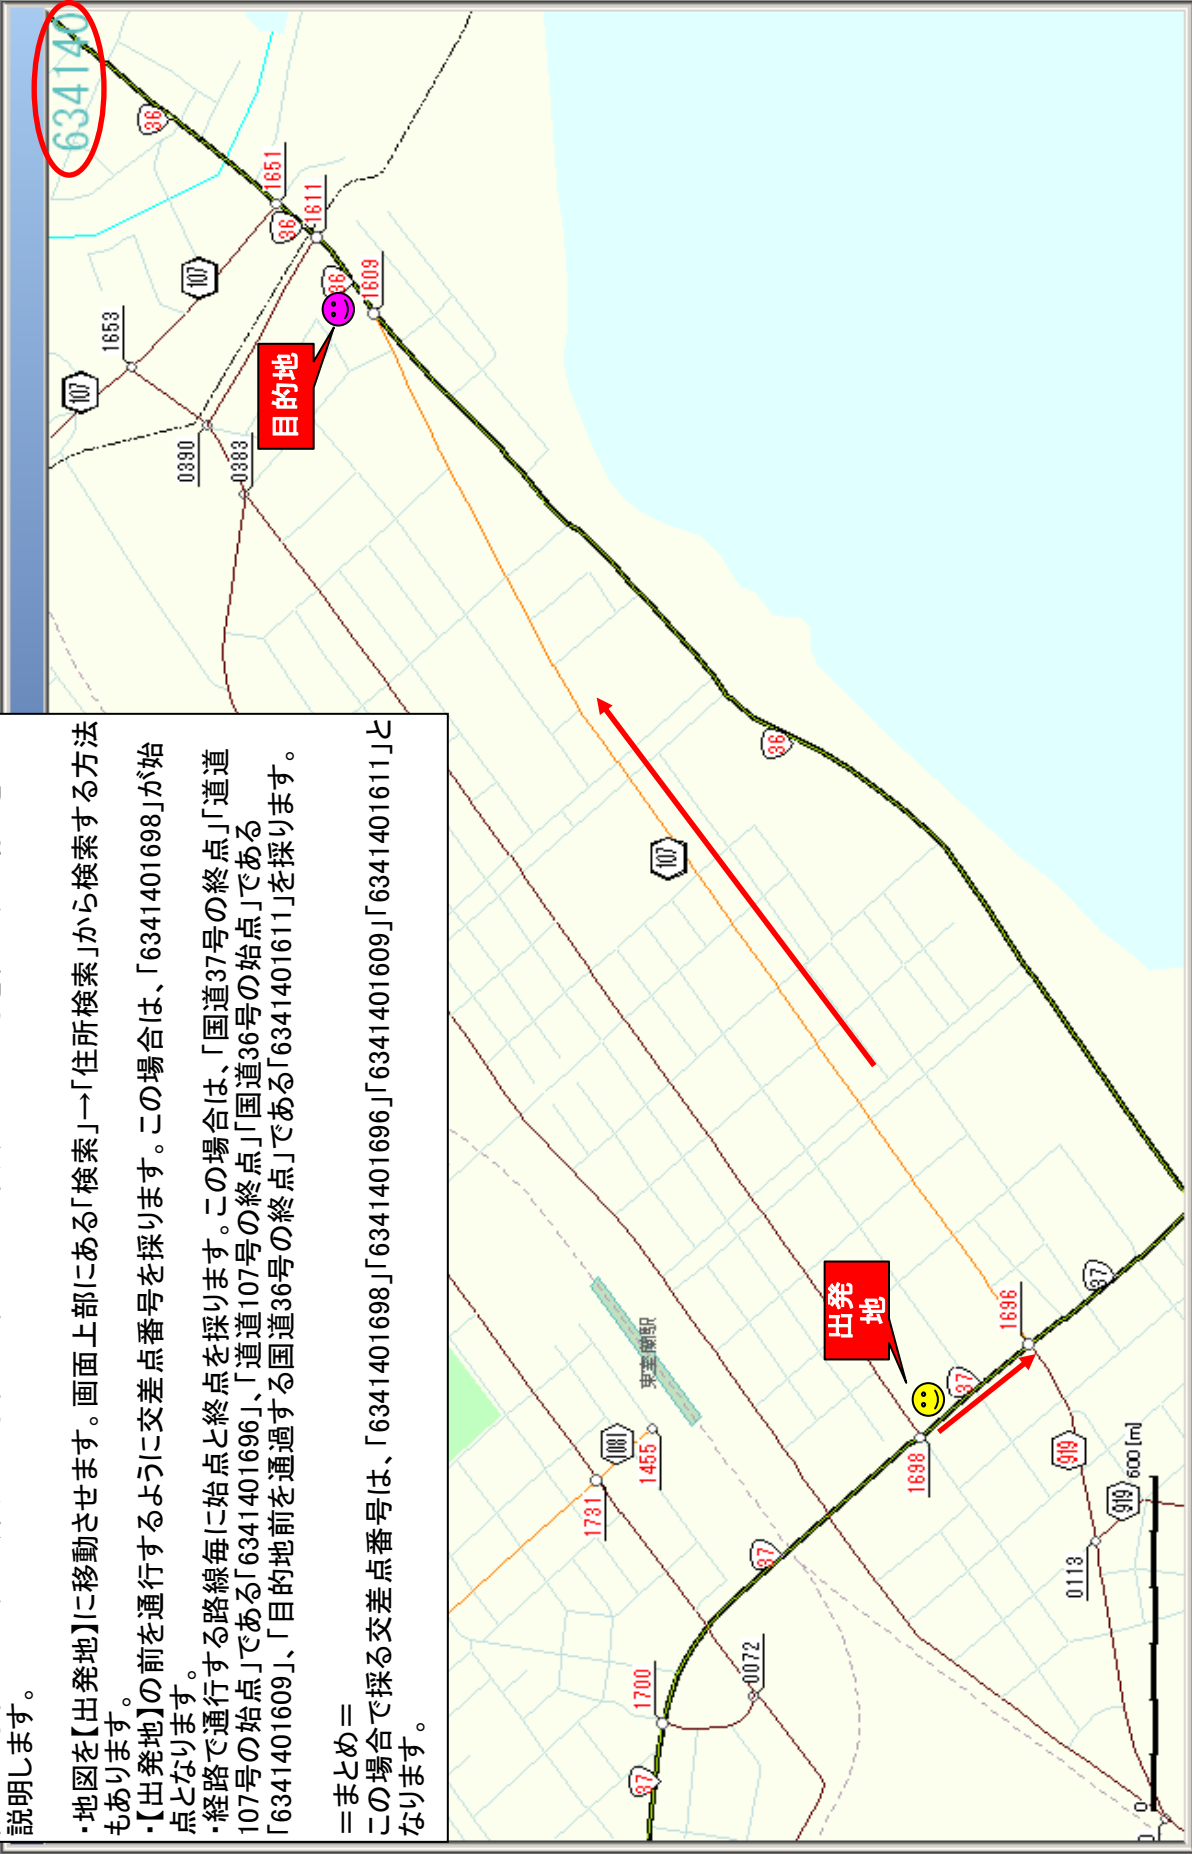 説明します。
・地図を【出発地】に移動させます。画面上部にある「検索」→「住所検索」から検索する方法
もあります。
・【出発地】の前を通行するように交差点番号を採ります。この場合は、「6341401698」が始
点となります。
・経路で通行する路線毎に始点と終点を採ります。この場合は、「国道37号の終点」「道道
107号の始点」である「6341401696」、「道道107号の終点」「国道36号の始点」である
「6341401609」、「目的地前を通過する国道36号の終点」である「6341401611」を採ります。
=まとめ=
この場合で採る交差点番号は、「6341401698」「6341401696」「6341401609」「6341401611」と
なります。
634140
36
1651
36
1611
36
1609
107
1653
107
0390
0383
目的地
36
107
出発
地
1696
37
37
1698
919
919
600 [m]
0
0113
東室蘭駅
1081
1455
1731
37
1700
0072
37